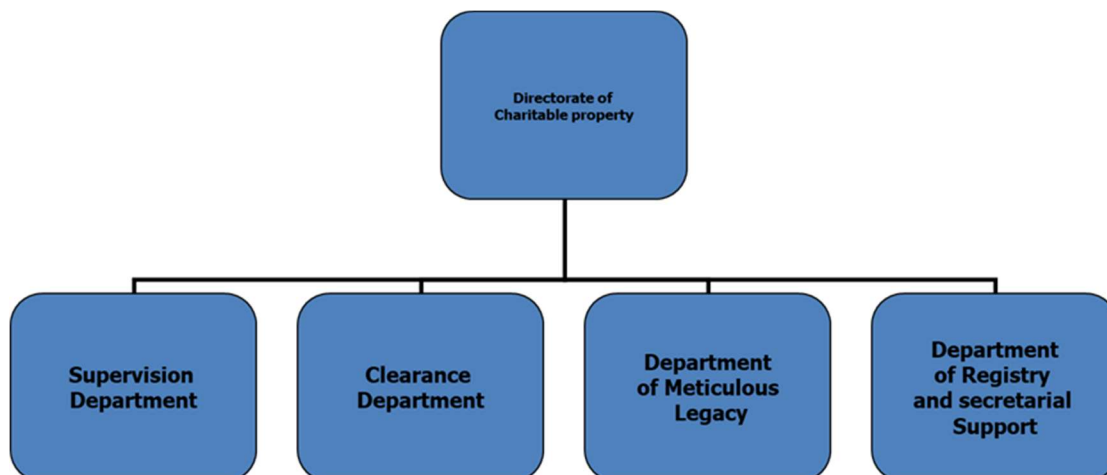 Directorate of
Charitable property
Supervision
Department
Clearance
Department
Department
of Meticulous
Legacy
Department
of Registry
and secretarial
Support